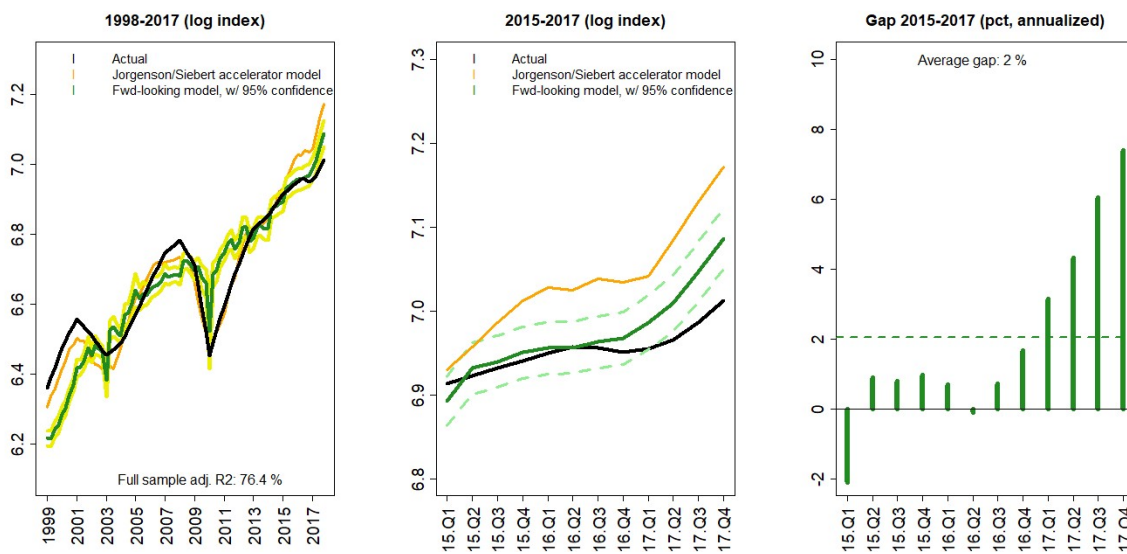 1998-2017 (log index)
Actual
Jorgenson/Siebert accelerator model
Fwd-looking model, w/ 95% confidence
7.2
7.0
6.8
6.6
6.4
6.2
Full sample adj. R2: 76.4 %
1999
2001
2003
2005
2007
2009
2011
2013
2015
2017
2015-2017 (log index)
Actual
Jorgenson/Siebert accelerator model
Fwd-looking model, w/ 95% confidence
7.3
7.2
7.1
7.0
6.9
6.8
15.Q1
15.Q2
15.Q3
15.Q4
16.Q1
16.Q2
16.Q3
16.Q4
17.Q1
17.Q2
17.Q3
17.Q4
Gap 2015-2017 (pct, annualized)
Average gap: 2 %
10
8
6
4
2
0
-2
15.Q1
15.Q2
15.Q3
15.Q4
16.Q1
16.Q2
16.Q3
16.Q4
17.Q1
17.Q2
17.Q3
17.Q4